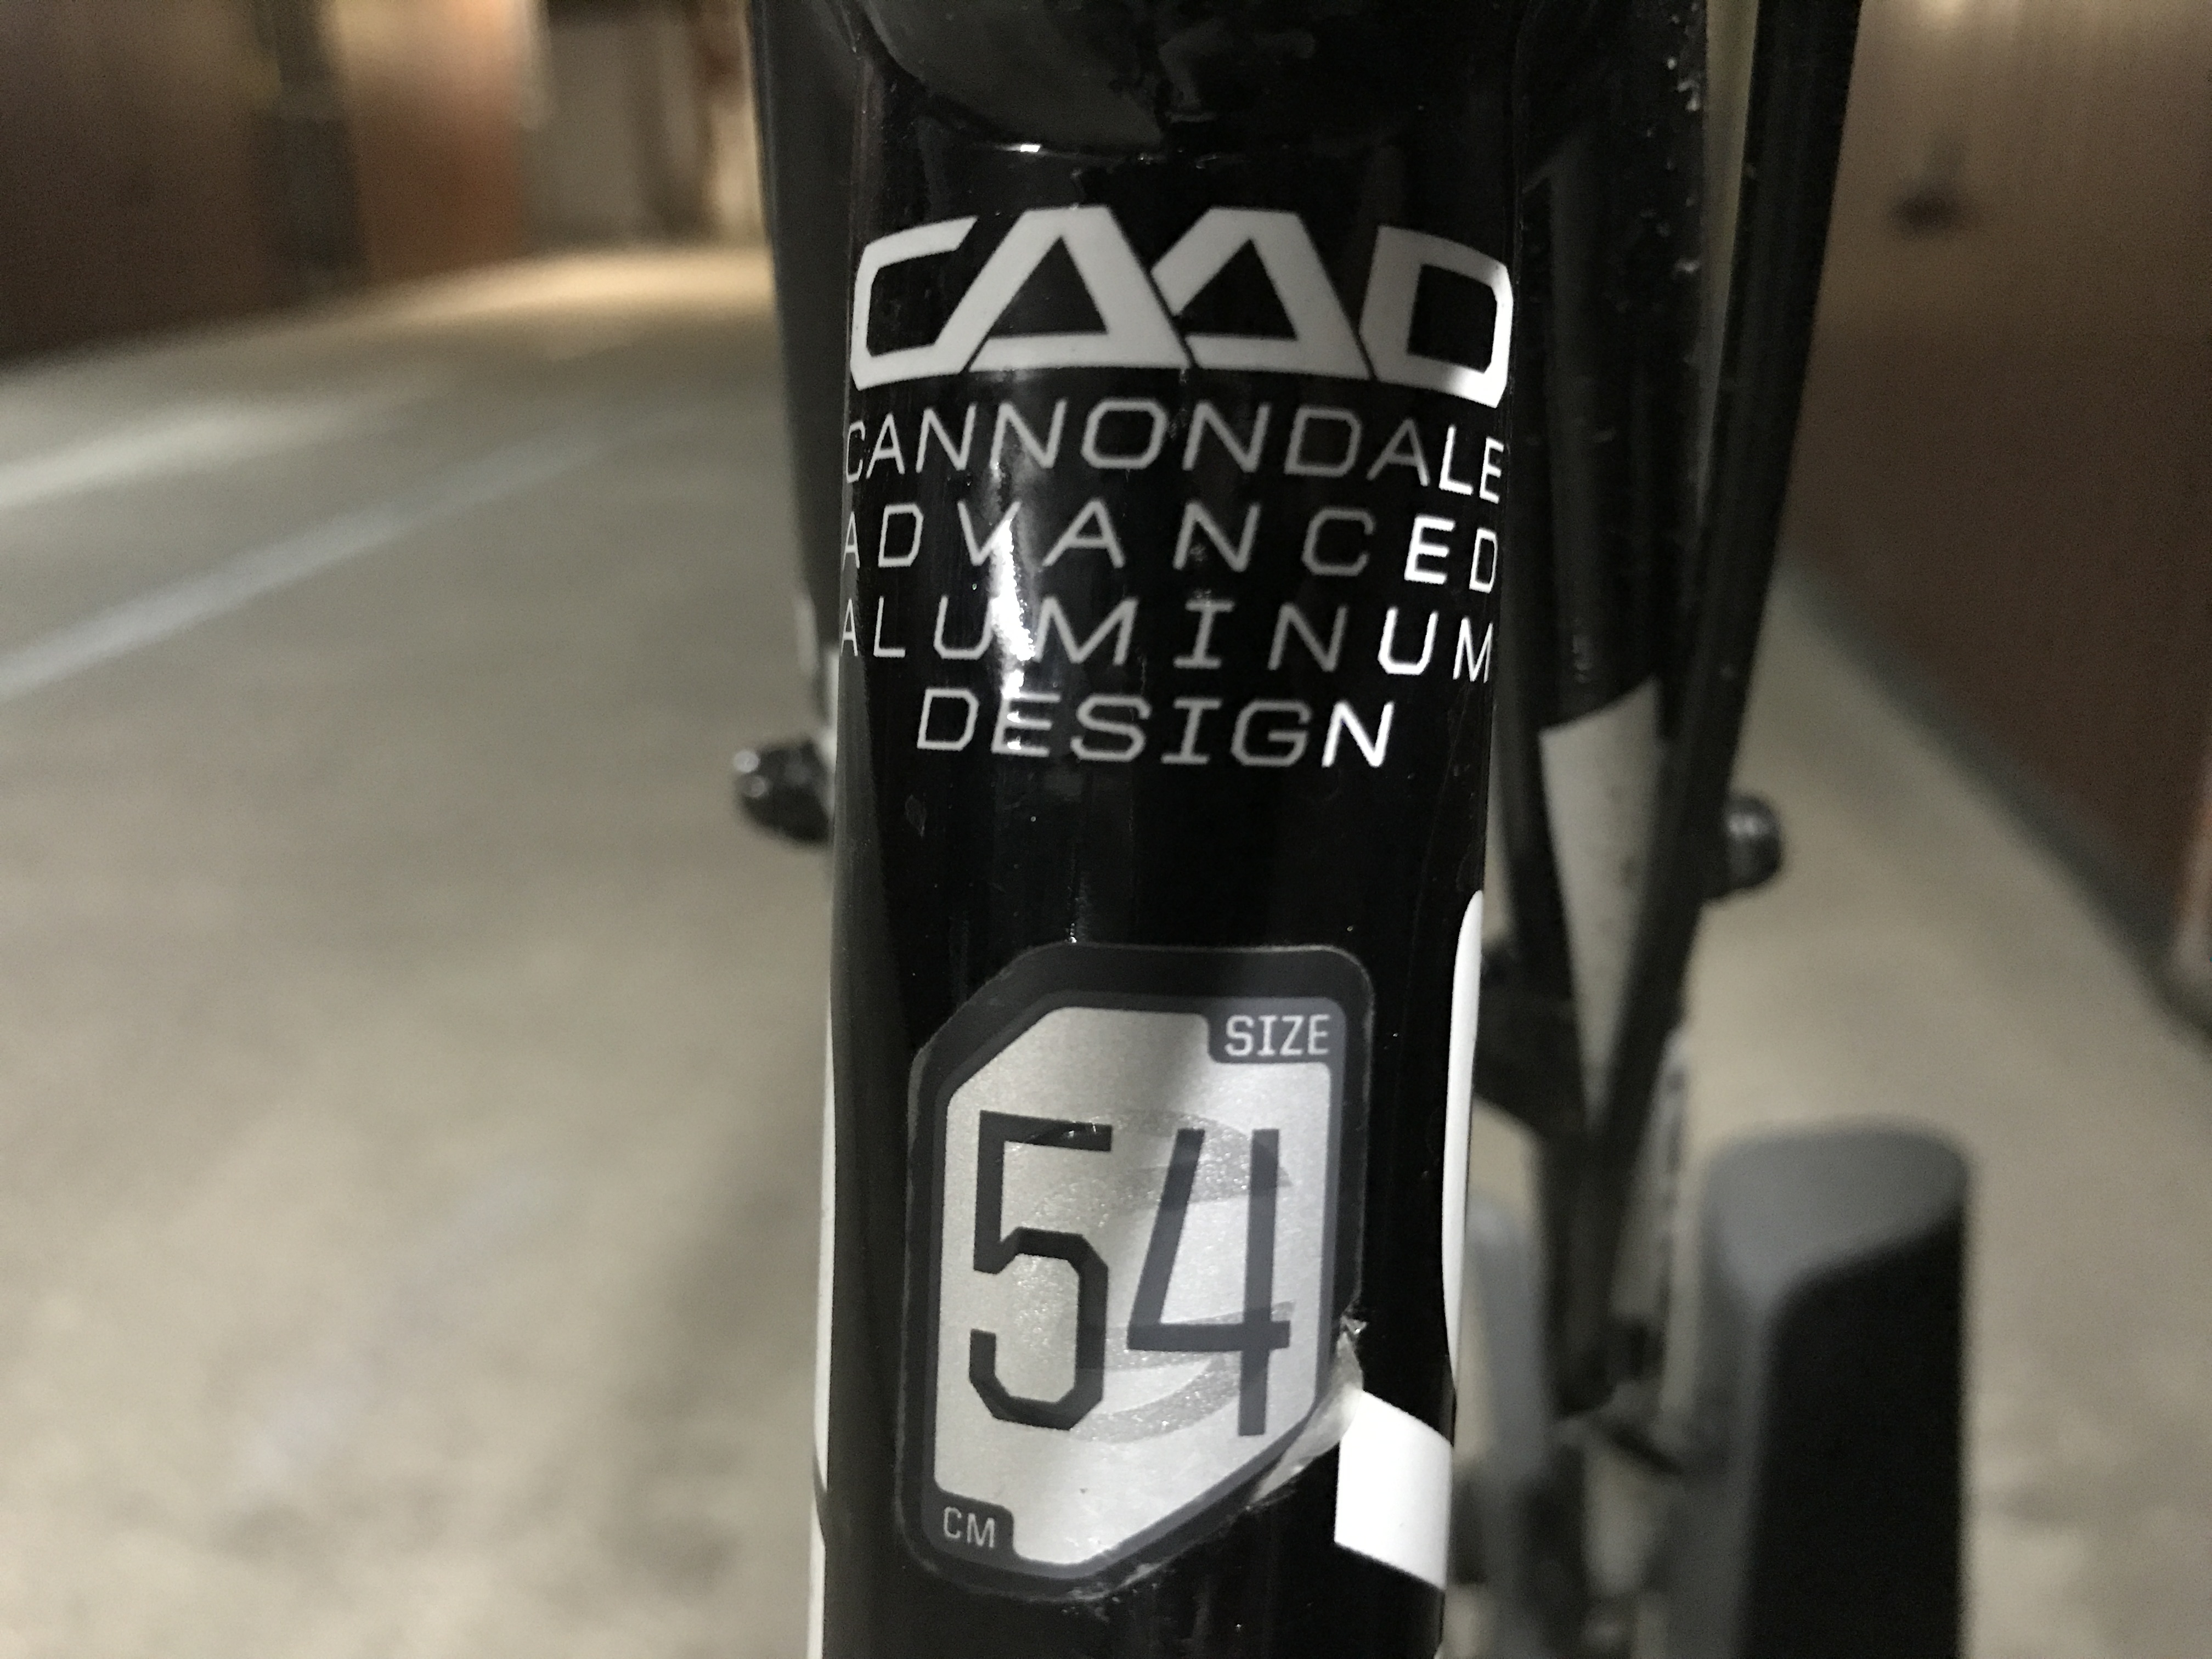 CAAD
CANNONDALE
ADVANCED
ALUMINUM
DESIGN
SIZE
54
CM